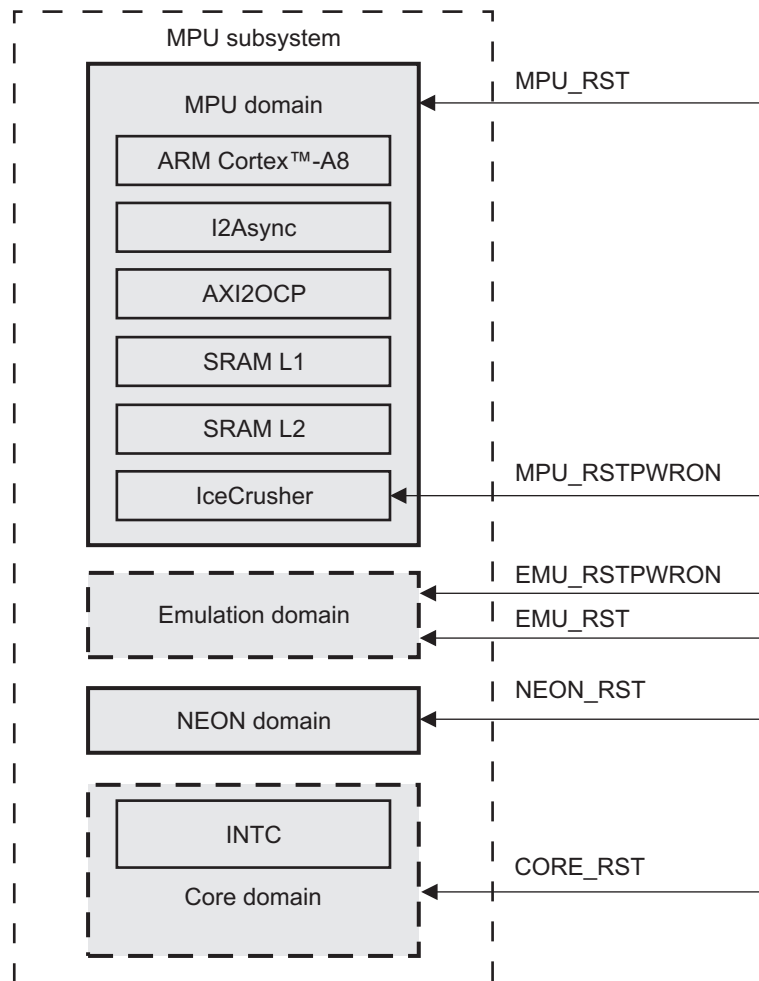 MPU subsystem
MPU_RST
MPU domain
ARM Cortex™-A8
I2Async
AXI2OCP
SRAM L1
SRAM L2
MPU_RSTPWRON
IceCrusher
EMU_RSTPWRON
Emulation domain
EMU_RST
NEON_RST
NEON domain
INTC
CORE_RST
Core domain